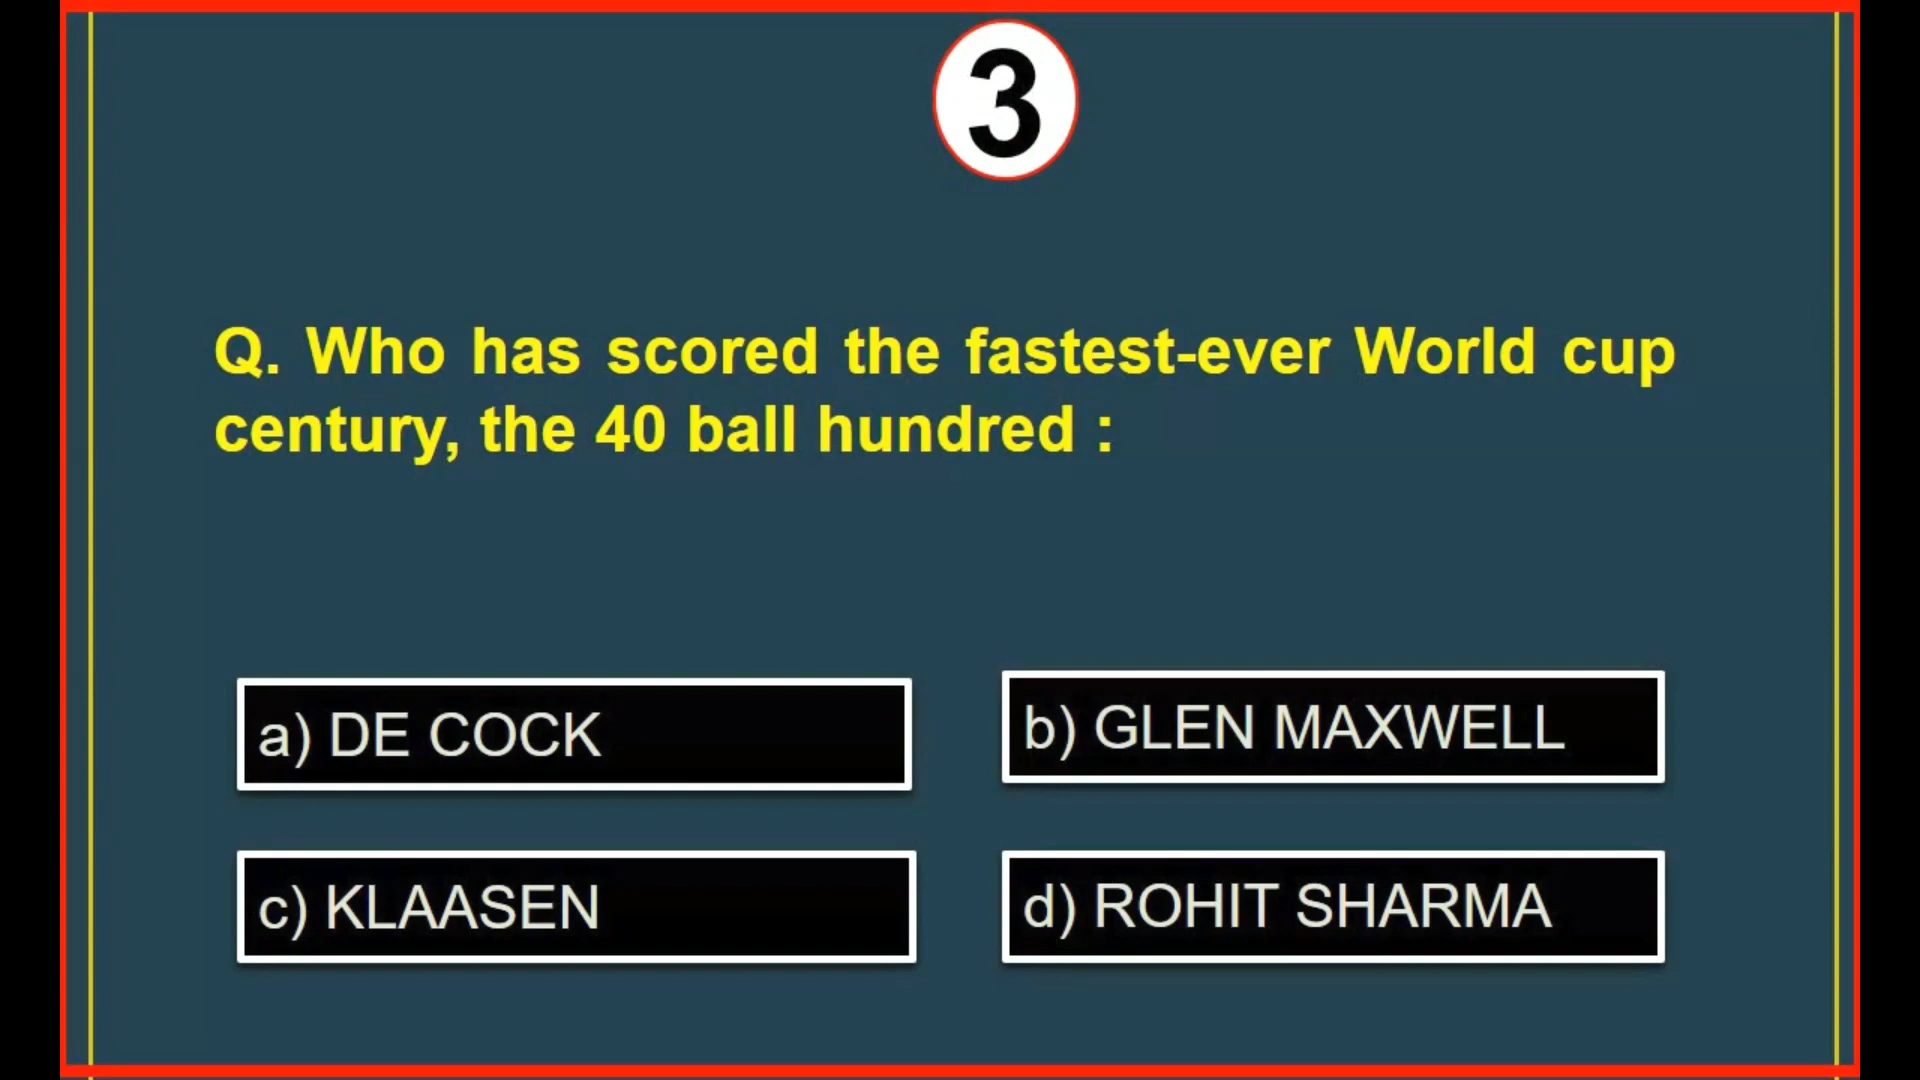 3
Q. Who has scored the fastest-ever World cup
century, the 40 ball hundred :
a) DE COCK
b) GLEN MAXWELL
c) KLAASEN
d) ROHIT SHARMA